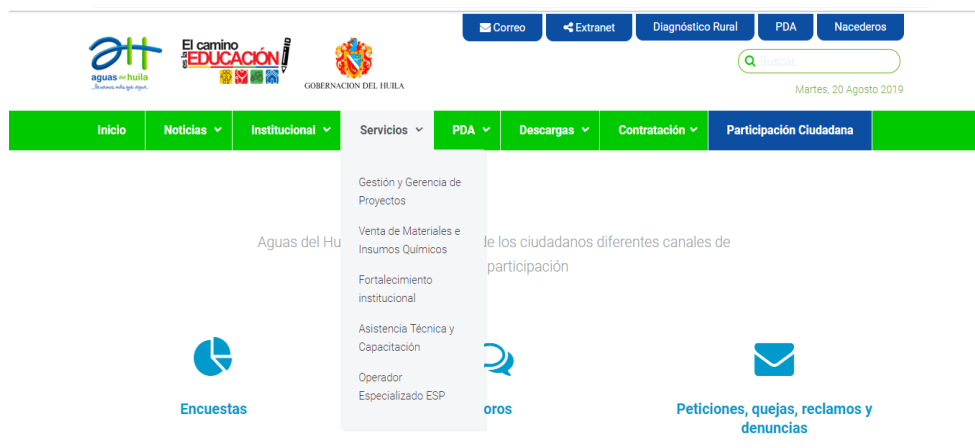 Correo
Extranet
Diagnóstico Rural
PDA
Nacederos
El camino
es la EDUCACIÓN
aguas del huila
GOBERNACION DEL HUILA
Buscar...
Martes, 20 Agosto 2019
Inicio
Noticias
Institucional
Servicios
PDA
Descargas
Contratación
Participación Ciudadana
Gestión y Gerencia de
Proyectos
Venta de Materiales e
Insumos Químicos
Fortalecimiento
institucional
Asistencia Técnica y
Capacitación
Operador
Especializado ESP
Aguas del Hu
de los ciudadanos diferentes canales de
participación
Encuestas
oros
Peticiones, quejas, reclamos y
denuncias